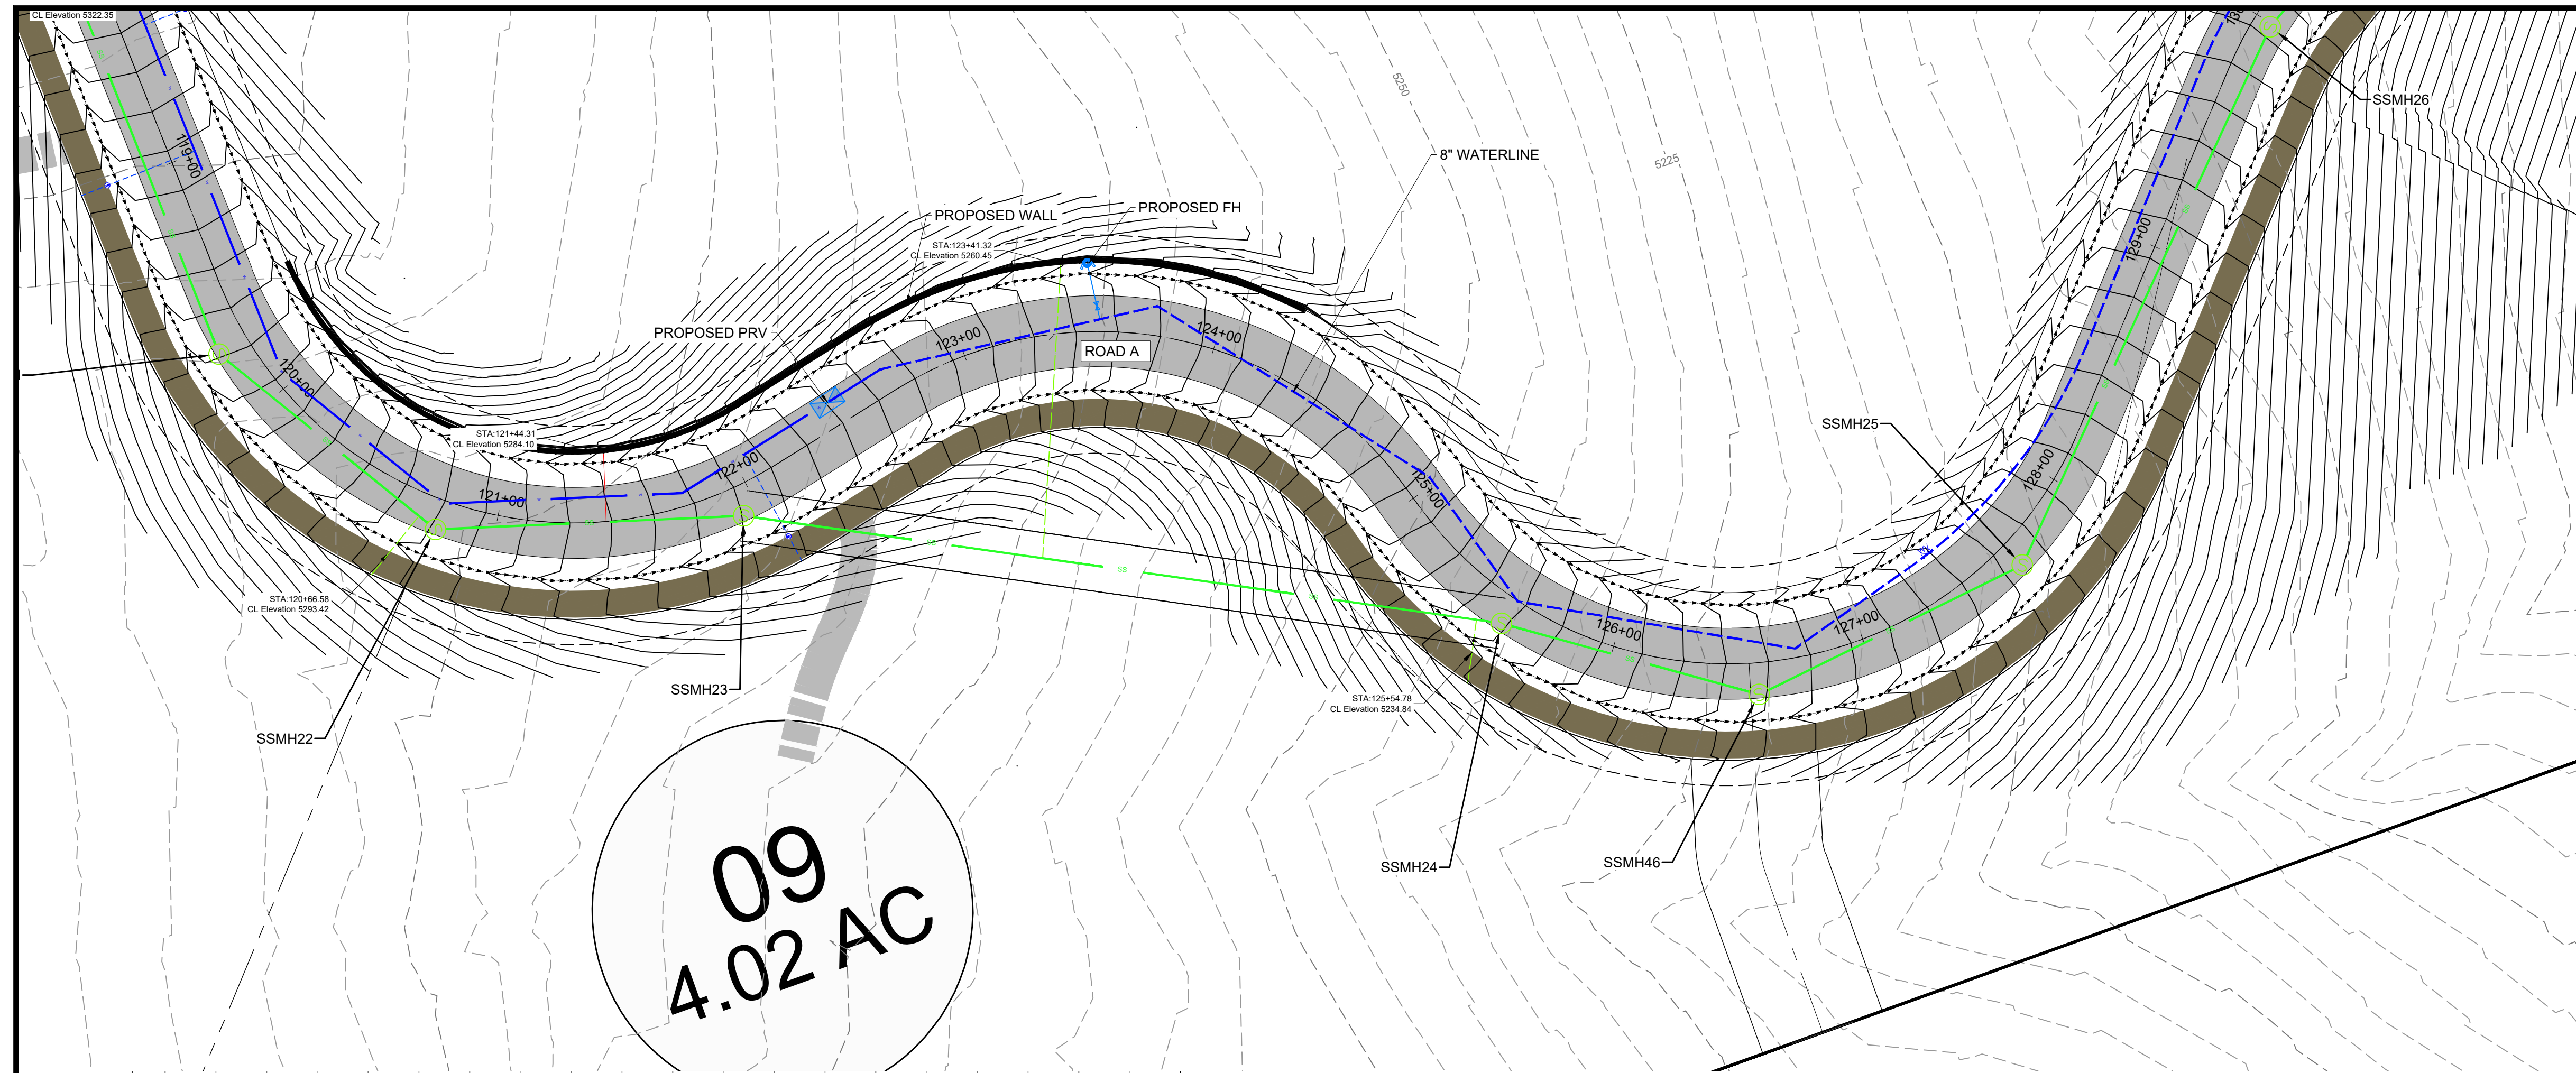 CL Elevation 5322.35
119+00
120+00
121+00
122+00
123+00
124+00
125+00
126+00
127+00
128+00
129+00
5250
5225
SSMH26
8" WATERLINE
PROPOSED WALL
PROPOSED FH
STA:123+41.32
CL Elevation 5260.45
PROPOSED PRV
ROAD A
STA:121+44.31
CL Elevation 5284.10
SSMH25
SS
STA:120+66.58
CL Elevation 5293.42
SSMH23
SSMH22
STA:125+54.78
CL Elevation 5234.84
SSMH24
SSMH46
09
4.02 AC